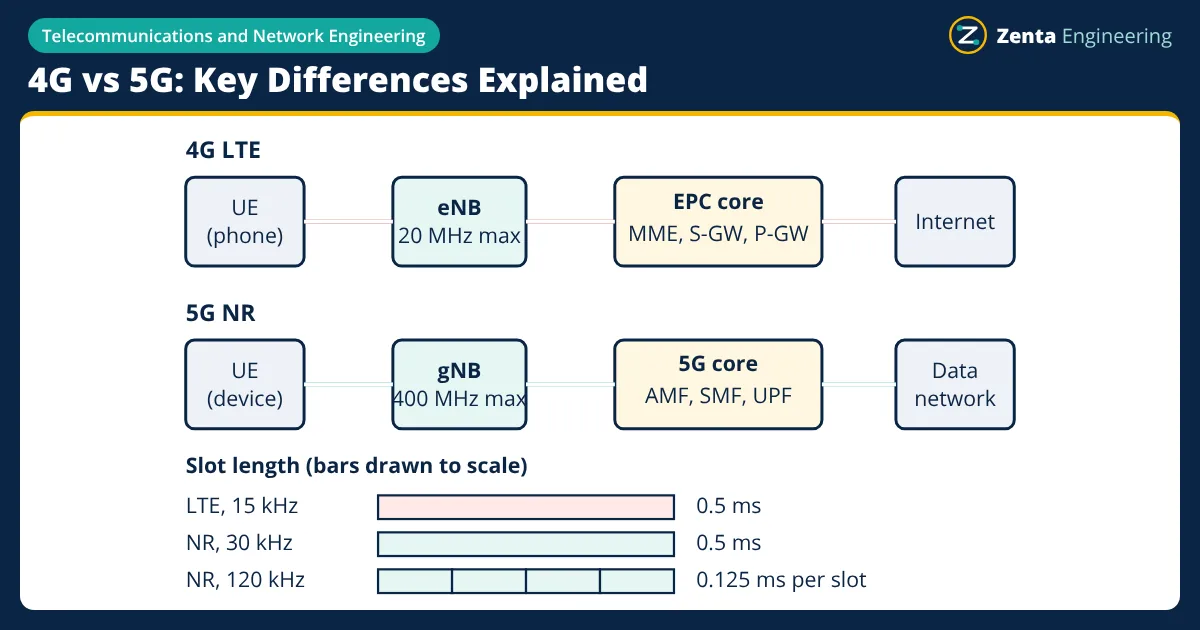 Telecommunications and Network Engineering
Zenta Engineering
4G vs 5G: Key Differences Explained
4G LTE
UE
(phone)
eNB
20 MHz max
EPC core
MME, S-GW, P-GW
Internet
5G NR
UE
(device)
gNB
400 MHz max
5G core
AMF, SMF, UPF
Data
network
Slot length (bars drawn to scale)
LTE, 15 kHz
0.5 ms
NR, 30 kHz
0.5 ms
NR, 120 kHz
0.125 ms per slot